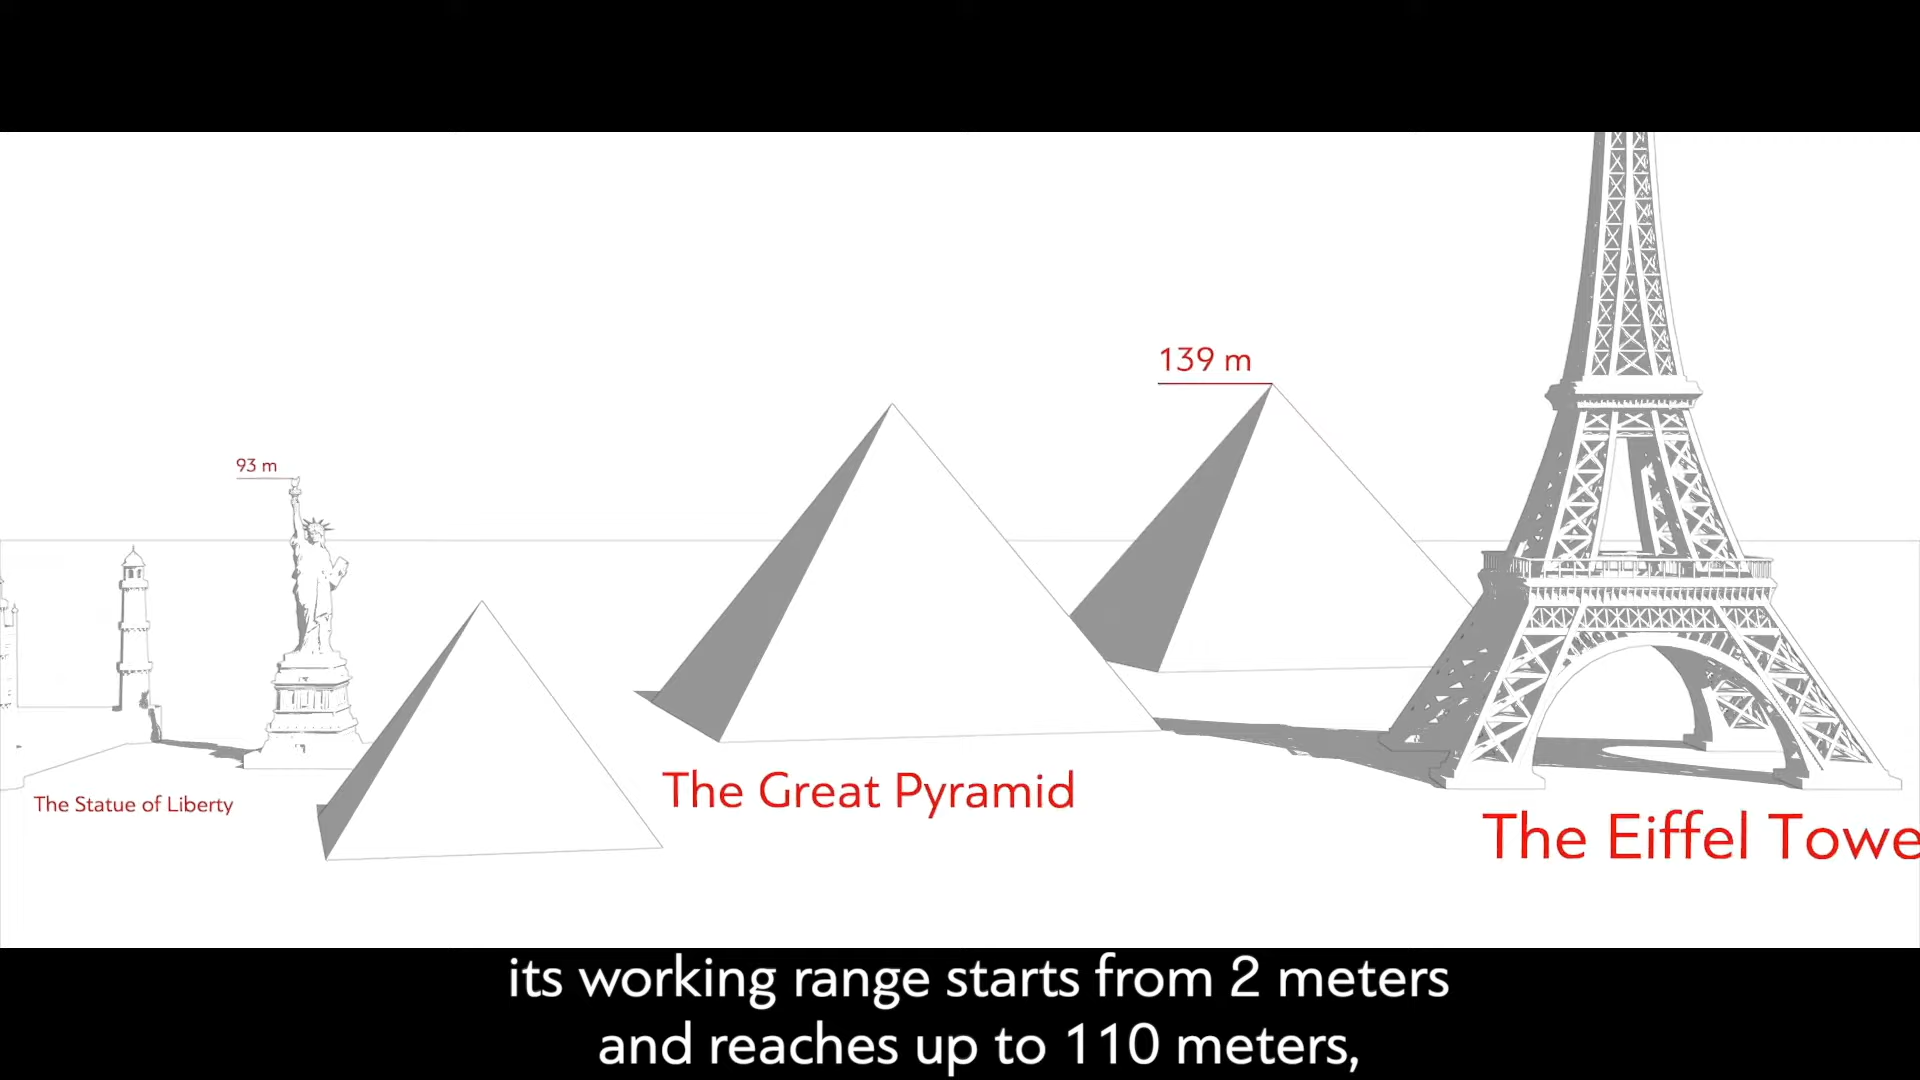 139 m
93 m
The Great Pyramid
The Statue of Liberty
The Eiffel Towe
its working range starts from 2 meters
and reaches up to 110 meters,